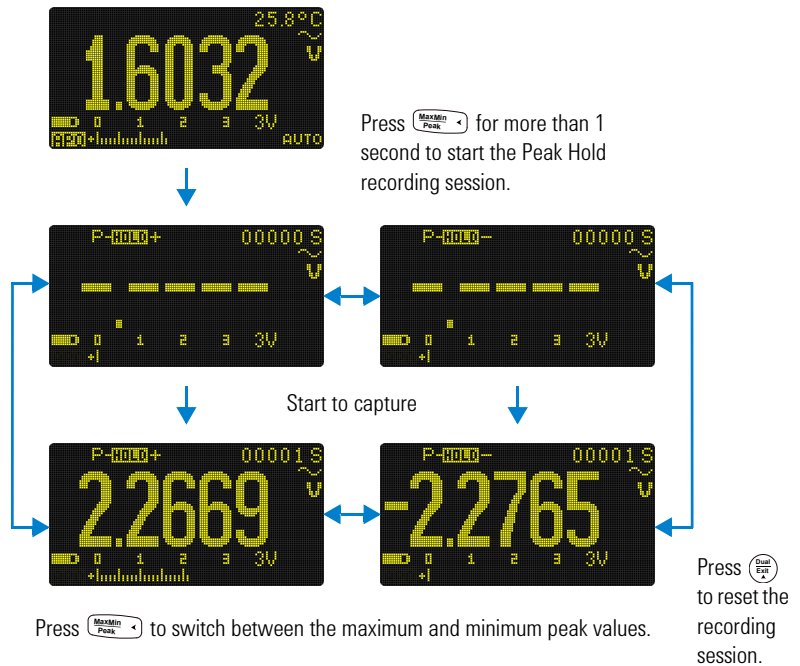 25.8°C
1.6032
V
0 1 2 3 3V
APO
AUTO
Press MaxMin Peak for more than 1
second to start the Peak Hold
recording session.
P-HOLD+ 00000 S
V
0 1 2 3 3V
P-HOLD- 00000 S
V
0 1 2 3 3V
Start to capture
P-HOLD+ 00001 S
2.2669
V
0 1 2 3 3V
P-HOLD- 00001 S
-2.2765
V
0 1 2 3 3V
Press Dual Exit
to reset the
recording
session.
Press MaxMin Peak to switch between the maximum and minimum peak values.